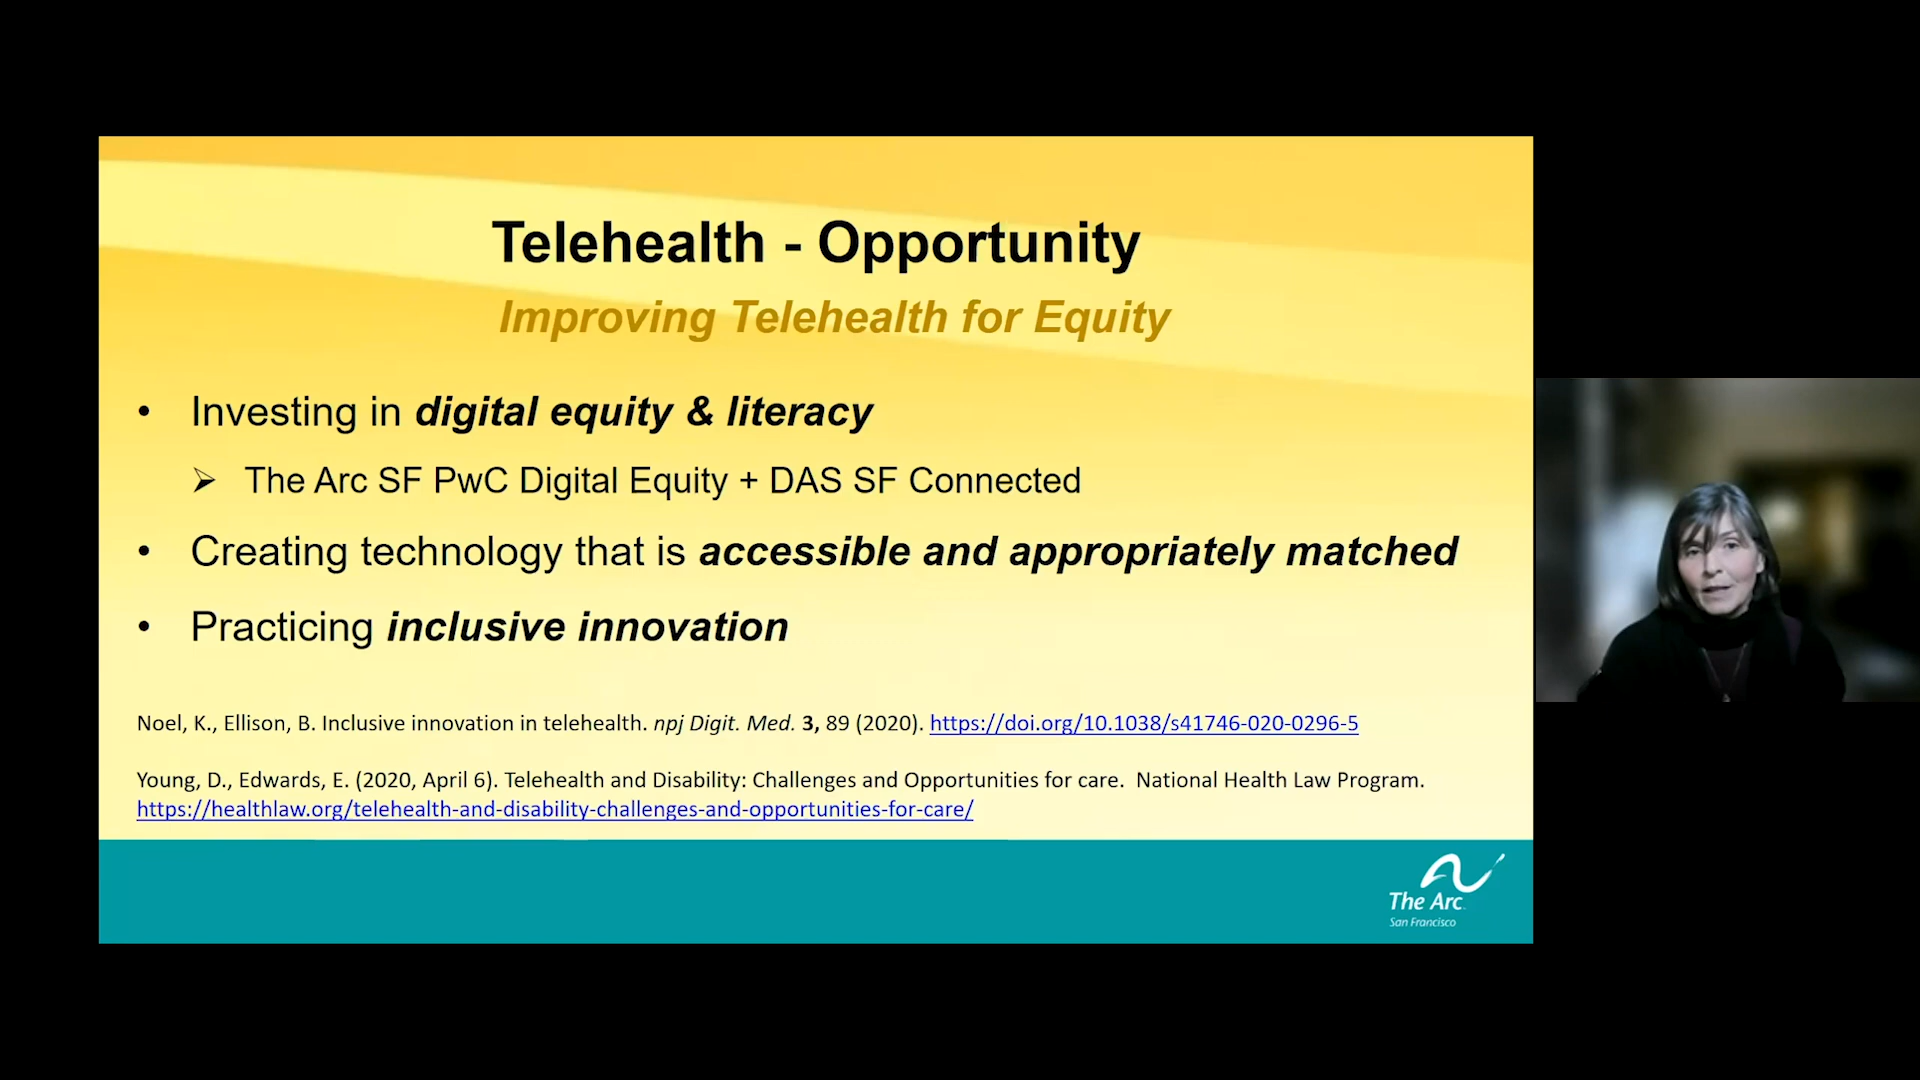 Telehealth - Opportunity
Improving Telehealth for Equity
• Investing in digital equity & literacy
➢ The Arc SF PwC Digital Equity + DAS SF Connected
• Creating technology that is accessible and appropriately matched
• Practicing inclusive innovation
Noel, K., Ellison, B. Inclusive innovation in telehealth. npj Digit. Med. 3, 89 (2020). https://doi.org/10.1038/s41746-020-0296-5
Young, D., Edwards, E. (2020, April 6). Telehealth and Disability: Challenges and Opportunities for care. National Health Law Program.
https://healthlaw.org/telehealth-and-disability-challenges-and-opportunities-for-care/
The Arc
San Francisco